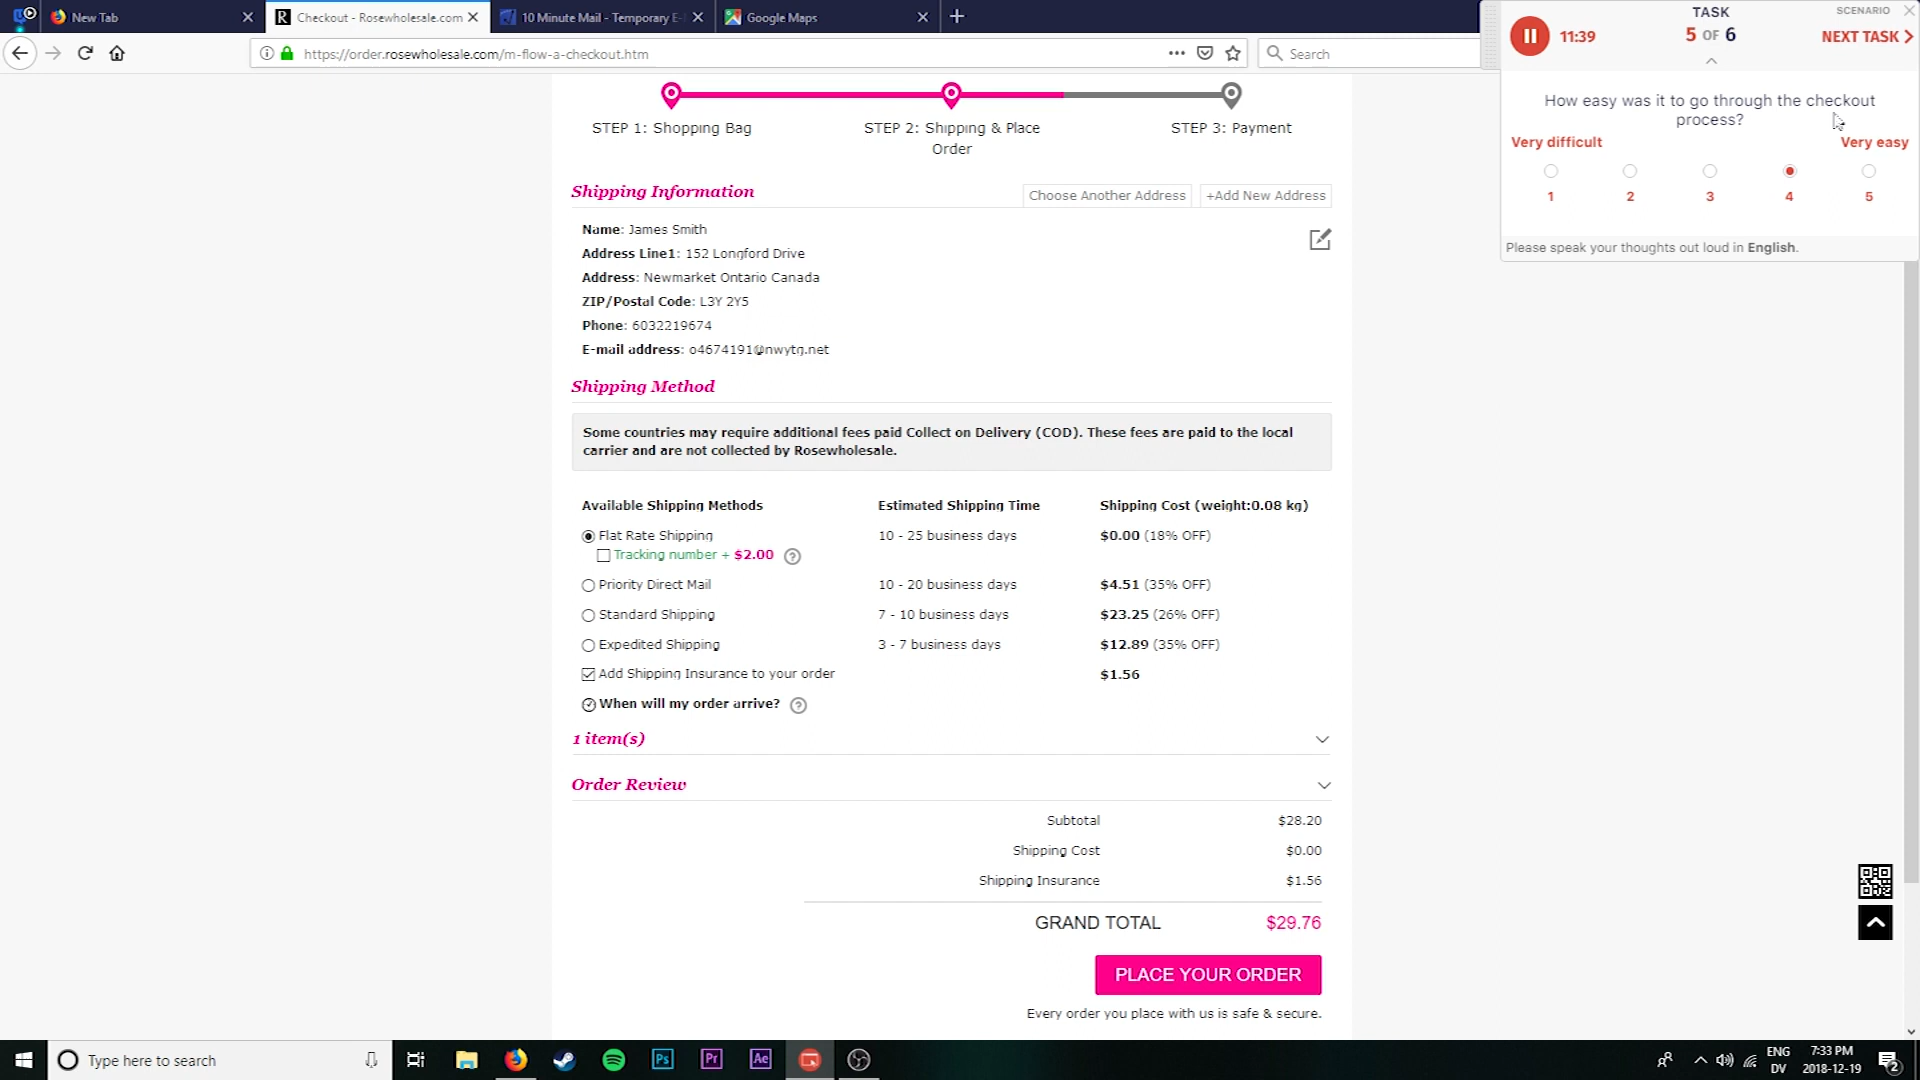 New Tab
Checkout - Rosewholesale.com
10 Minute Mail - Temporary E-
Google Maps
https://order.rosewholesale.com/m-flow-a-checkout.htm
Search
11:39
TASK
5 OF 6
SCENARIO
NEXT TASK
How easy was it to go through the checkout
process?
Very difficult
Very easy
1 2 3 4 5
Please speak your thoughts out loud in English.
STEP 1: Shopping Bag
STEP 2: Shipping & Place
Order
STEP 3: Payment
Shipping Information
Choose Another Address
+Add New Address
Name: James Smith
Address Line1: 152 Longford Drive
Address: Newmarket Ontario Canada
ZIP/Postal Code: L3Y 2Y5
Phone: 6032219674
E-mail address: o4674191@nwytg.net
Shipping Method
Some countries may require additional fees paid Collect on Delivery (COD). These fees are paid to the local
carrier and are not collected by Rosewholesale.
Available Shipping Methods Estimated Shipping Time Shipping Cost (weight:0.08 kg)
Flat Rate Shipping 10 - 25 business days $0.00 (18% OFF)
Tracking number + $2.00 ?
Priority Direct Mail 10 - 20 business days $4.51 (35% OFF)
Standard Shipping 7 - 10 business days $23.25 (26% OFF)
Expedited Shipping 3 - 7 business days $12.89 (35% OFF)
Add Shipping Insurance to your order $1.56
When will my order arrive? ?
1 item(s)
Order Review
Subtotal $28.20
Shipping Cost $0.00
Shipping Insurance $1.56
GRAND TOTAL $29.76
PLACE YOUR ORDER
Every order you place with us is safe & secure.
Type here to search
Ps
Pr
Ae
ENG
DV
7:33 PM
2018-12-19
2